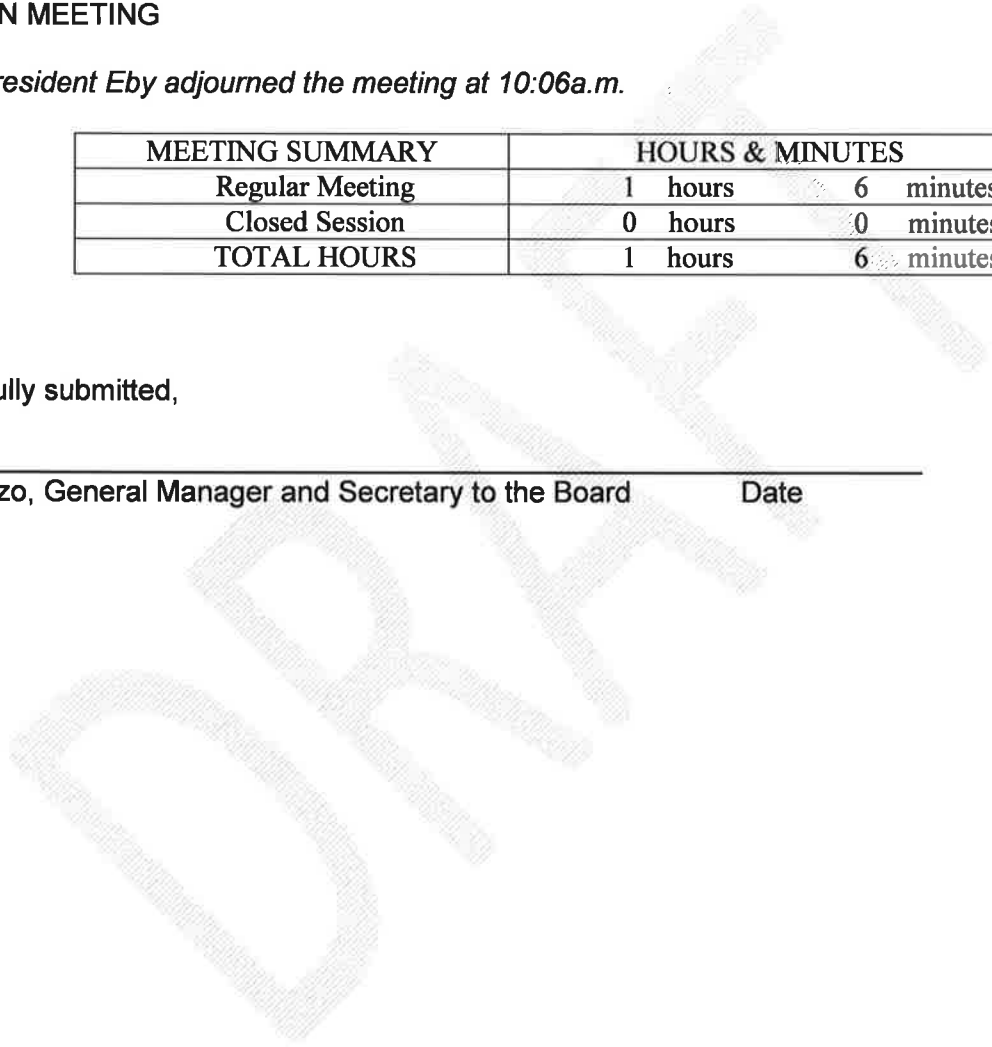 N MEETING
resident Eby adjourned the meeting at 10:06a.m.
MEETING SUMMARY HOURS & MINUTES
Regular Meeting 1 hours 6 minutes
Closed Session 0 hours 0 minutes
TOTAL HOURS 1 hours 6 minutes
ully submitted,
zo, General Manager and Secretary to the Board Date
DRAFT